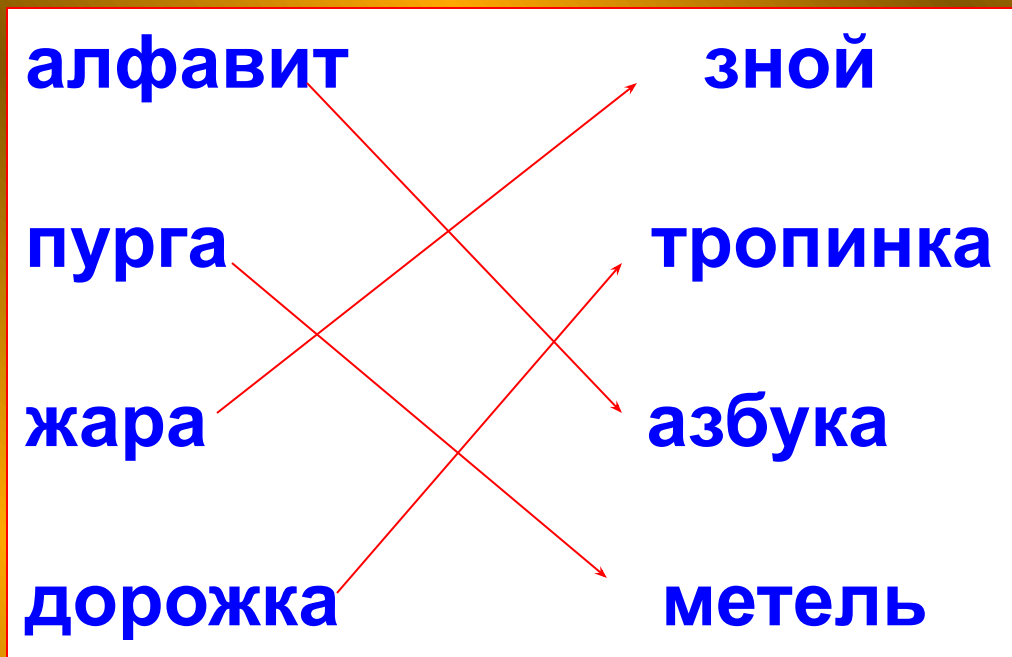 алфавит зной
пурга тропинка
жара азбука
дорожка метель